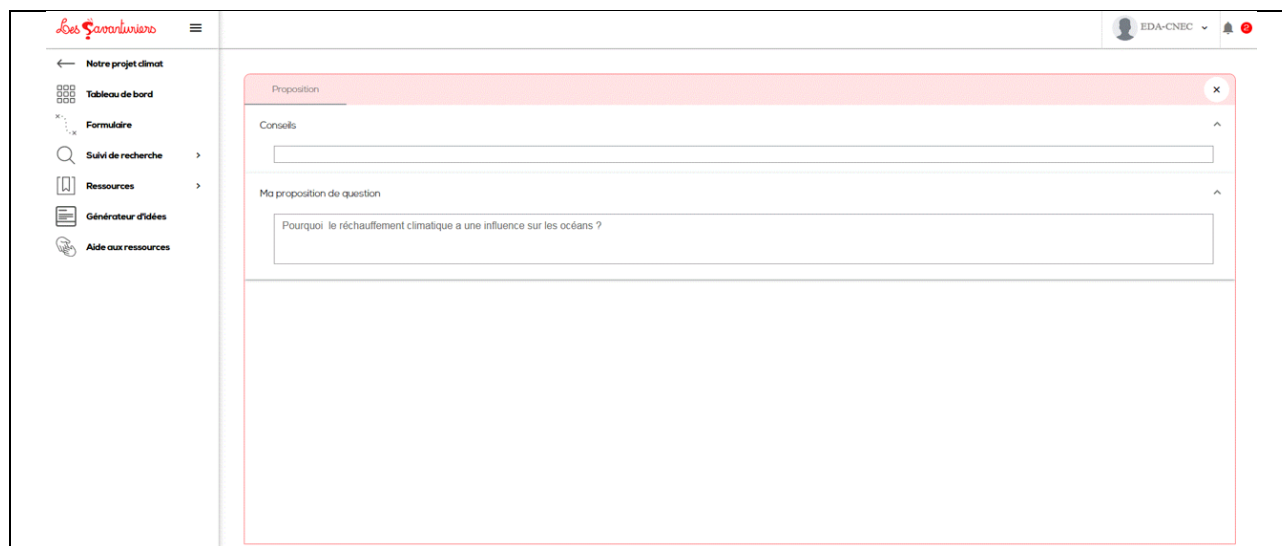 Les Savanturiers
EDA-CNEC
2
Notre projet climat
Tableau de bord
Formulaire
Suivi de recherche
Ressources
Générateur d'idées
Aide aux ressources
Proposition
Conseils
Ma proposition de question
Pourquoi le réchauffement climatique a une influence sur les océans ?